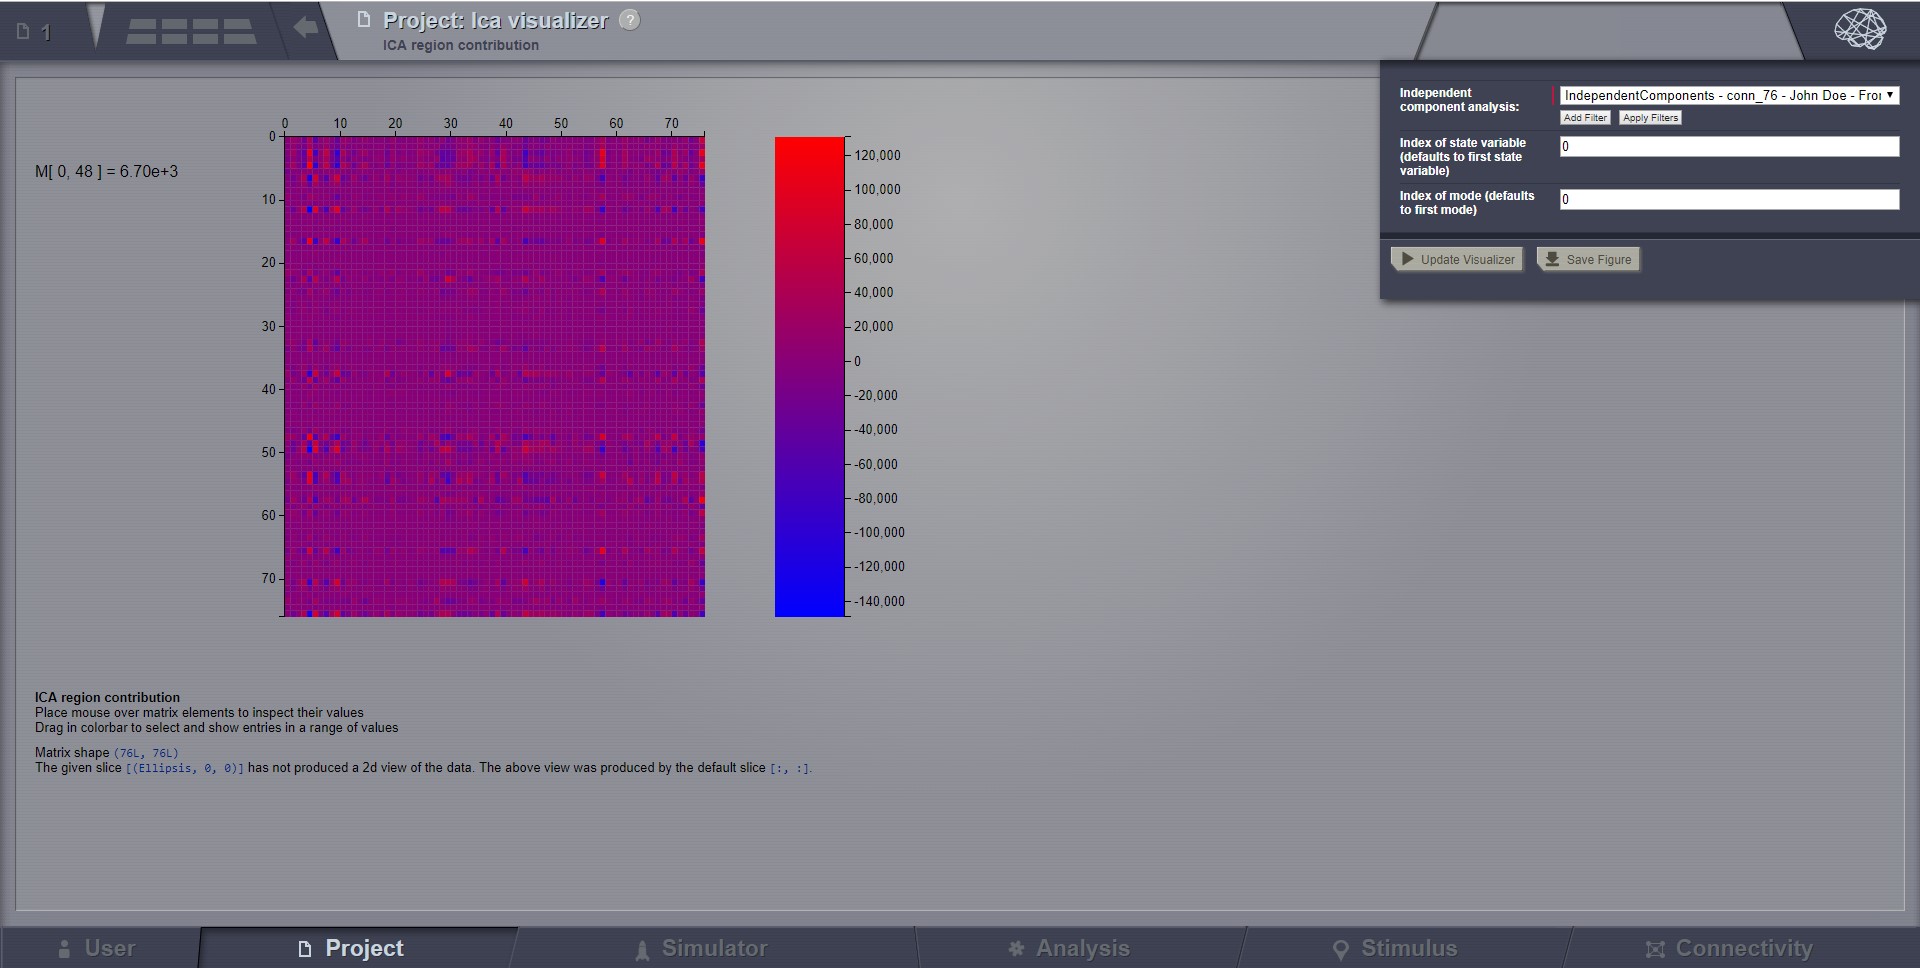 1
Project: Ica visualizer ?
ICA region contribution
Independent
component analysis:
IndependentComponents - conn_76 - John Doe - Fror
Add Filter Apply Filters
Index of state variable
(defaults to first state
variable)
0
Index of mode (defaults
to first mode)
0
Update Visualizer Save Figure
M[ 0, 48 ] = 6.70e+3
0 10 20 30 40 50 60 70
0
10
20
30
40
50
60
70
120,000
100,000
80,000
60,000
40,000
20,000
0
-20,000
-40,000
-60,000
-80,000
-100,000
-120,000
-140,000
ICA region contribution
Place mouse over matrix elements to inspect their values
Drag in colorbar to select and show entries in a range of values
Matrix shape (76L, 76L)
The given slice [(Ellipsis, 0, 0)] has not produced a 2d view of the data. The above view was produced by the default slice [:, :].
User Project Simulator Analysis Stimulus Connectivity